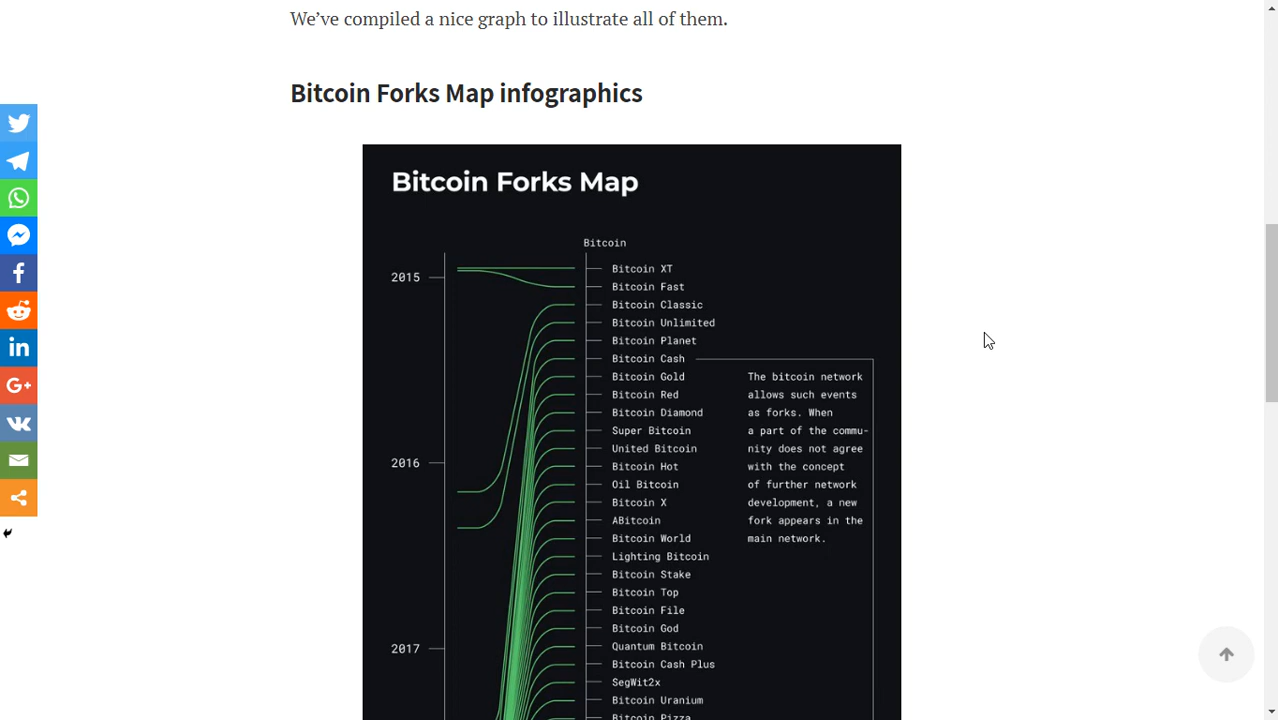 We've compiled a nice graph to illustrate all of them.
Bitcoin Forks Map infographics
Bitcoin Forks Map
Bitcoin
2015
Bitcoin XT
Bitcoin Fast
Bitcoin Classic
Bitcoin Unlimited
Bitcoin Planet
Bitcoin Cash
Bitcoin Gold
Bitcoin Red
Bitcoin Diamond
Super Bitcoin
United Bitcoin
2016
Bitcoin Hot
Oil Bitcoin
Bitcoin X
ABitcoin
Bitcoin World
Lighting Bitcoin
Bitcoin Stake
Bitcoin Top
Bitcoin File
Bitcoin God
2017
Quantum Bitcoin
Bitcoin Cash Plus
SegWit2x
Bitcoin Uranium
Bitcoin Pizza
The bitcoin network
allows such events
as forks. When
a part of the commu-
nity does not agree
with the concept
of further network
development, a new
fork appears in the
main network.